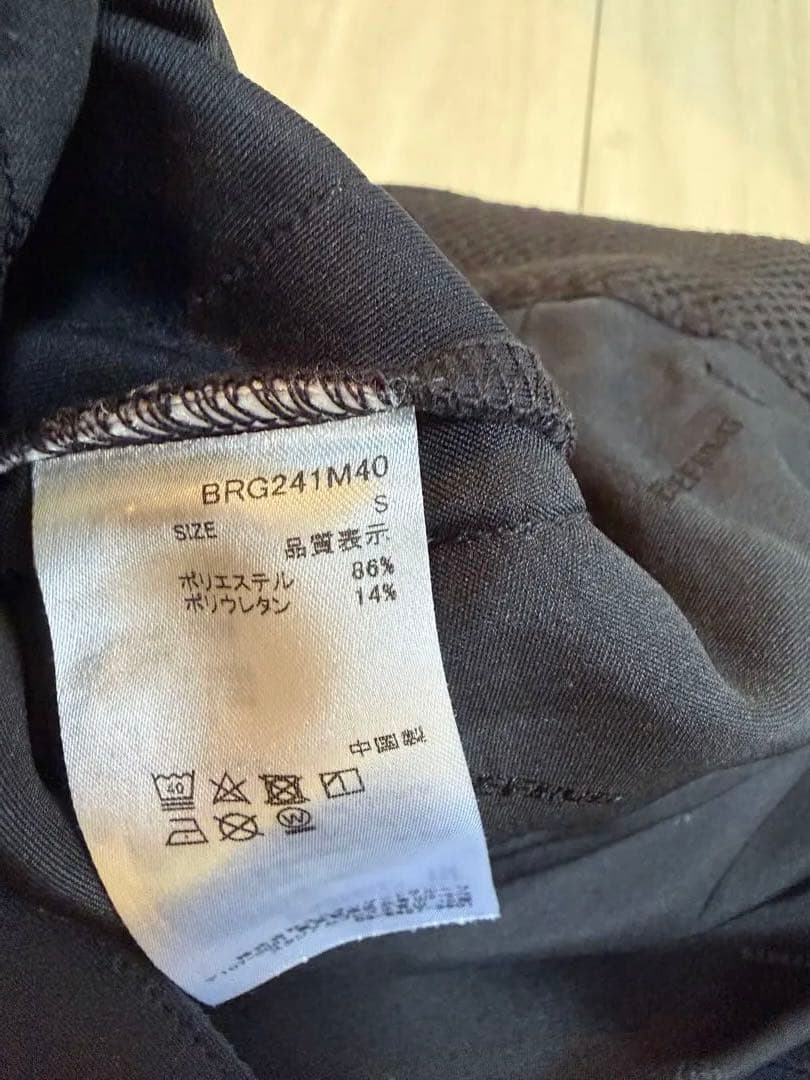 BRG241M40
SIZE S
品質表示
ポリエステル 86%
ポリウレタン 14%
中国製
40
W